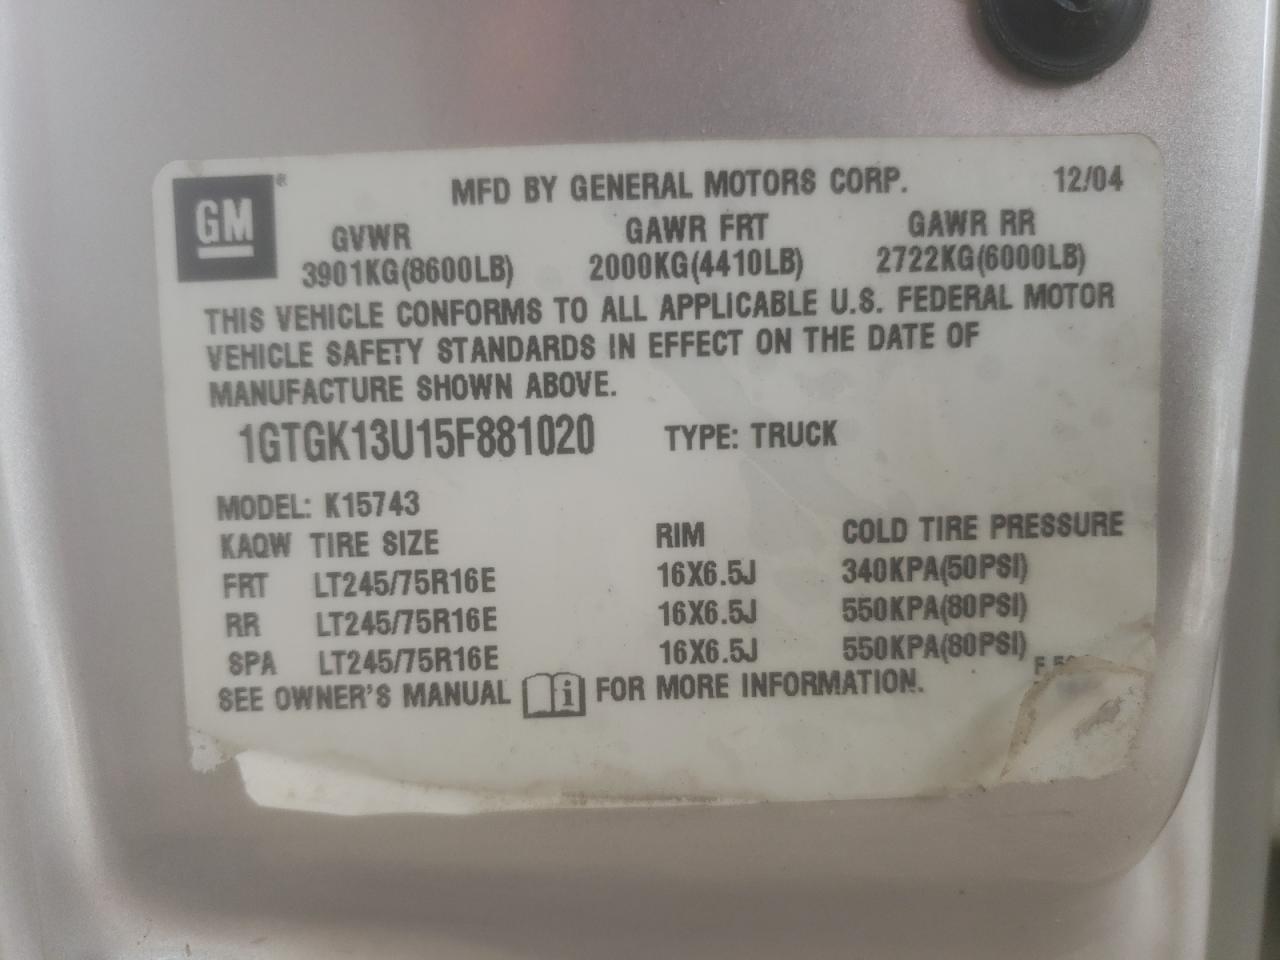 GM®
MFD BY GENERAL MOTORS CORP. 12/04
GVWR GAWR FRT GAWR RR
3901KG(8600LB) 2000KG(4410LB) 2722KG(6000LB)
THIS VEHICLE CONFORMS TO ALL APPLICABLE U.S. FEDERAL MOTOR
VEHICLE SAFETY STANDARDS IN EFFECT ON THE DATE OF
MANUFACTURE SHOWN ABOVE.
1GTGK13U15F881020 TYPE: TRUCK
MODEL: K15743
KAQW TIRE SIZE RIM COLD TIRE PRESSURE
FRT LT245/75R16E 16X6.5J 340KPA(50PSI)
RR LT245/75R16E 16X6.5J 550KPA(80PSI)
SPA LT245/75R16E 16X6.5J 550KPA(80PSI)
SEE OWNER'S MANUAL i FOR MORE INFORMATION.